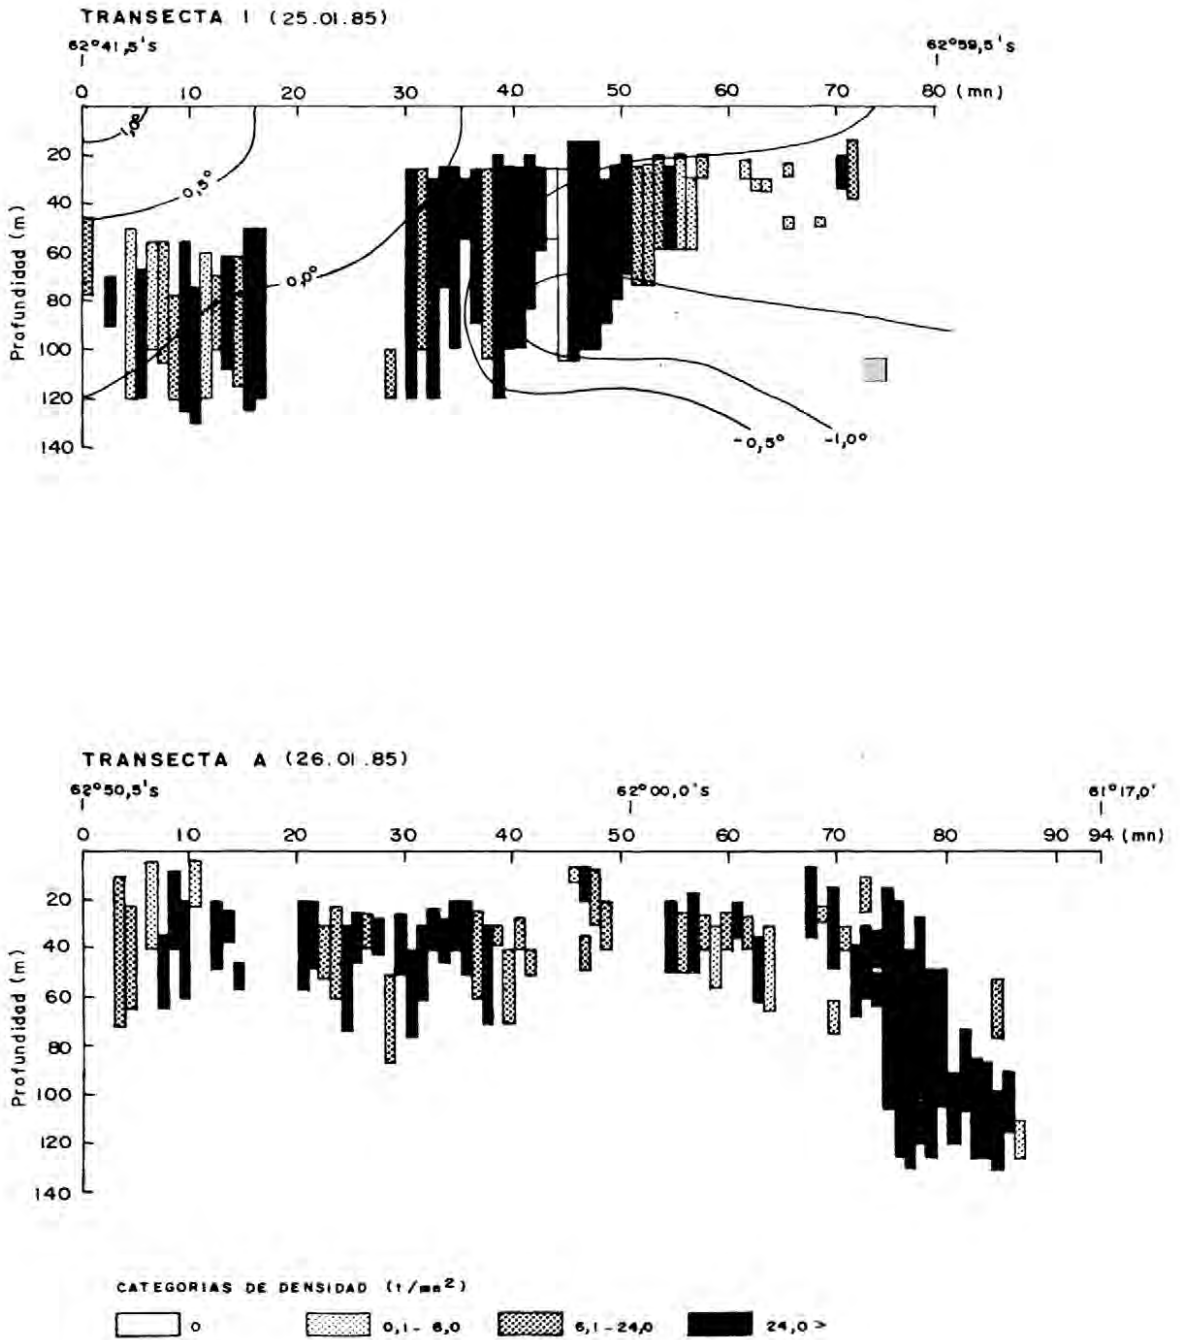 TRANSECTA I (25.01.85)
62°41,5'S 62°59,5'S
0 10 20 30 40 50 60 70 80 (mn)
1,0°
20
0,5°
40
60
0,0°
80
100
120
-0,5° -1,0°
140
Profundidad (m)
TRANSECTA A (26.01.85)
62°50,5'S 62°00,0'S 61°17,0'
0 10 20 30 40 50 60 70 80 90 94 (mn)
20
40
60
80
100
120
140
Profundidad (m)
CATEGORIAS DE DENSIDAD (t/mn²)
0 0,1-6,0 6,1-24,0 24,0 >